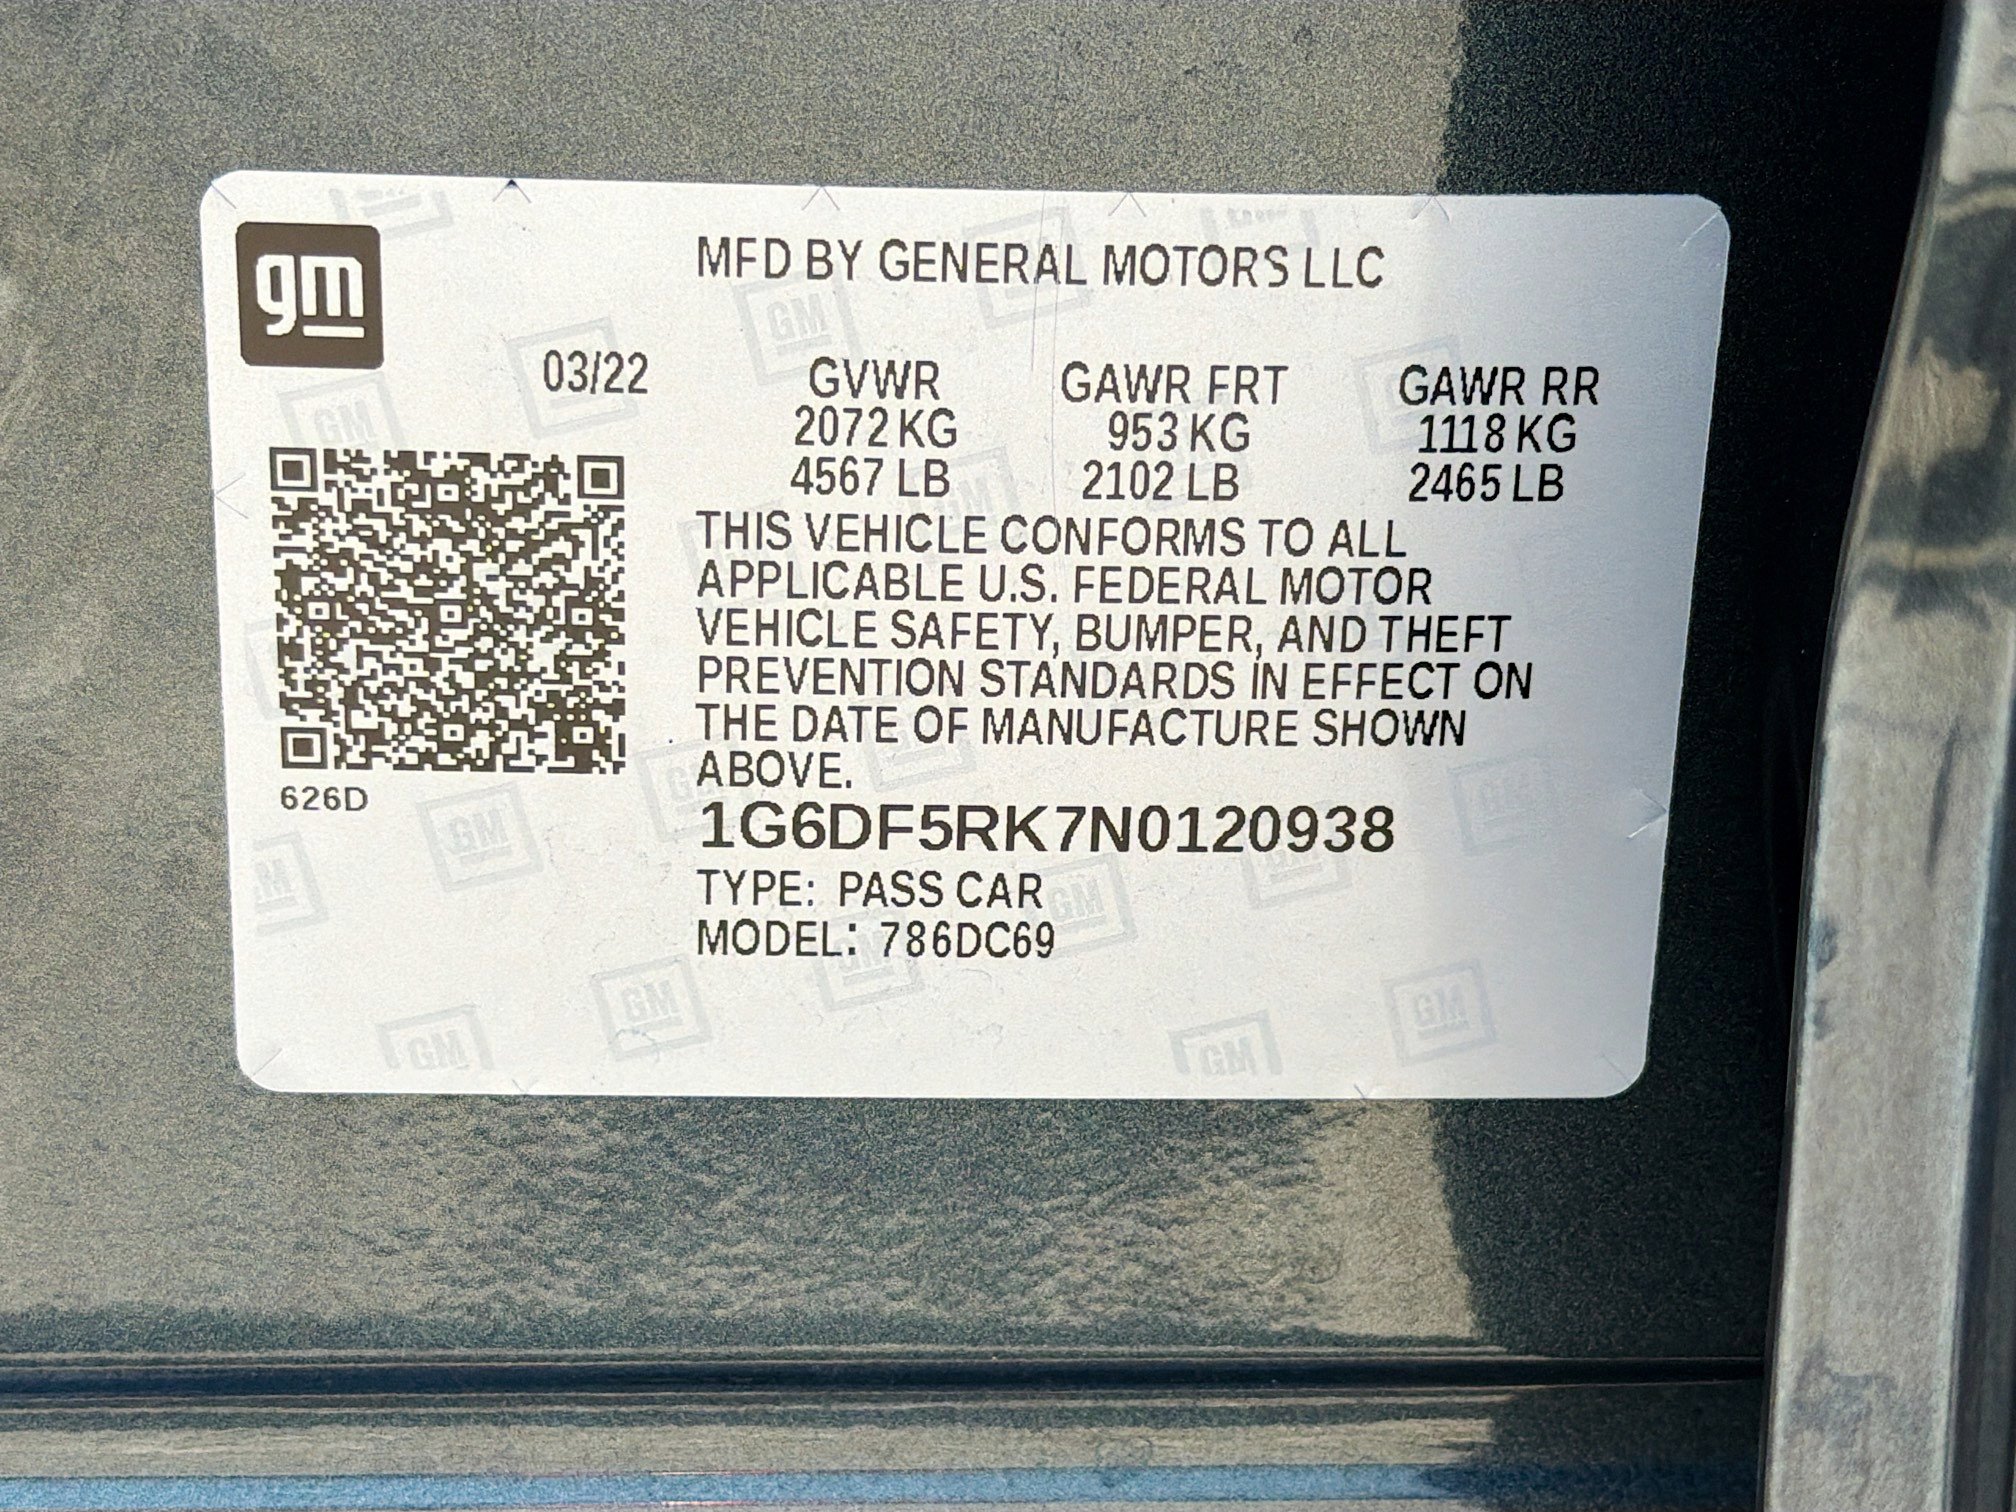 gm
MFD BY GENERAL MOTORS LLC
03/22 GVWR GAWR FRT GAWR RR
2072 KG 953 KG 1118 KG
4567 LB 2102 LB 2465 LB
THIS VEHICLE CONFORMS TO ALL
APPLICABLE U.S. FEDERAL MOTOR
VEHICLE SAFETY, BUMPER, AND THEFT
PREVENTION STANDARDS IN EFFECT ON
THE DATE OF MANUFACTURE SHOWN
ABOVE.
626D
1G6DF5RK7N0120938
TYPE: PASS CAR
MODEL: 786DC69